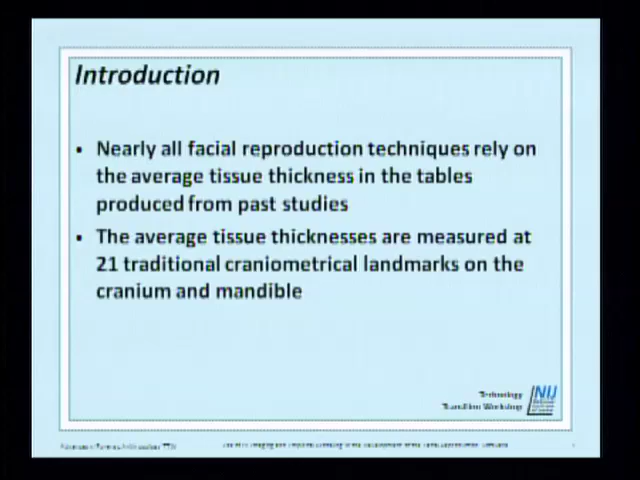 Introduction
▪ Nearly all facial reproduction techniques rely on
the average tissue thickness in the tables
produced from past studies
▪ The average tissue thicknesses are measured at
21 traditional craniometrical landmarks on the
cranium and mandible
Technology
Transition Workshop
NIJ